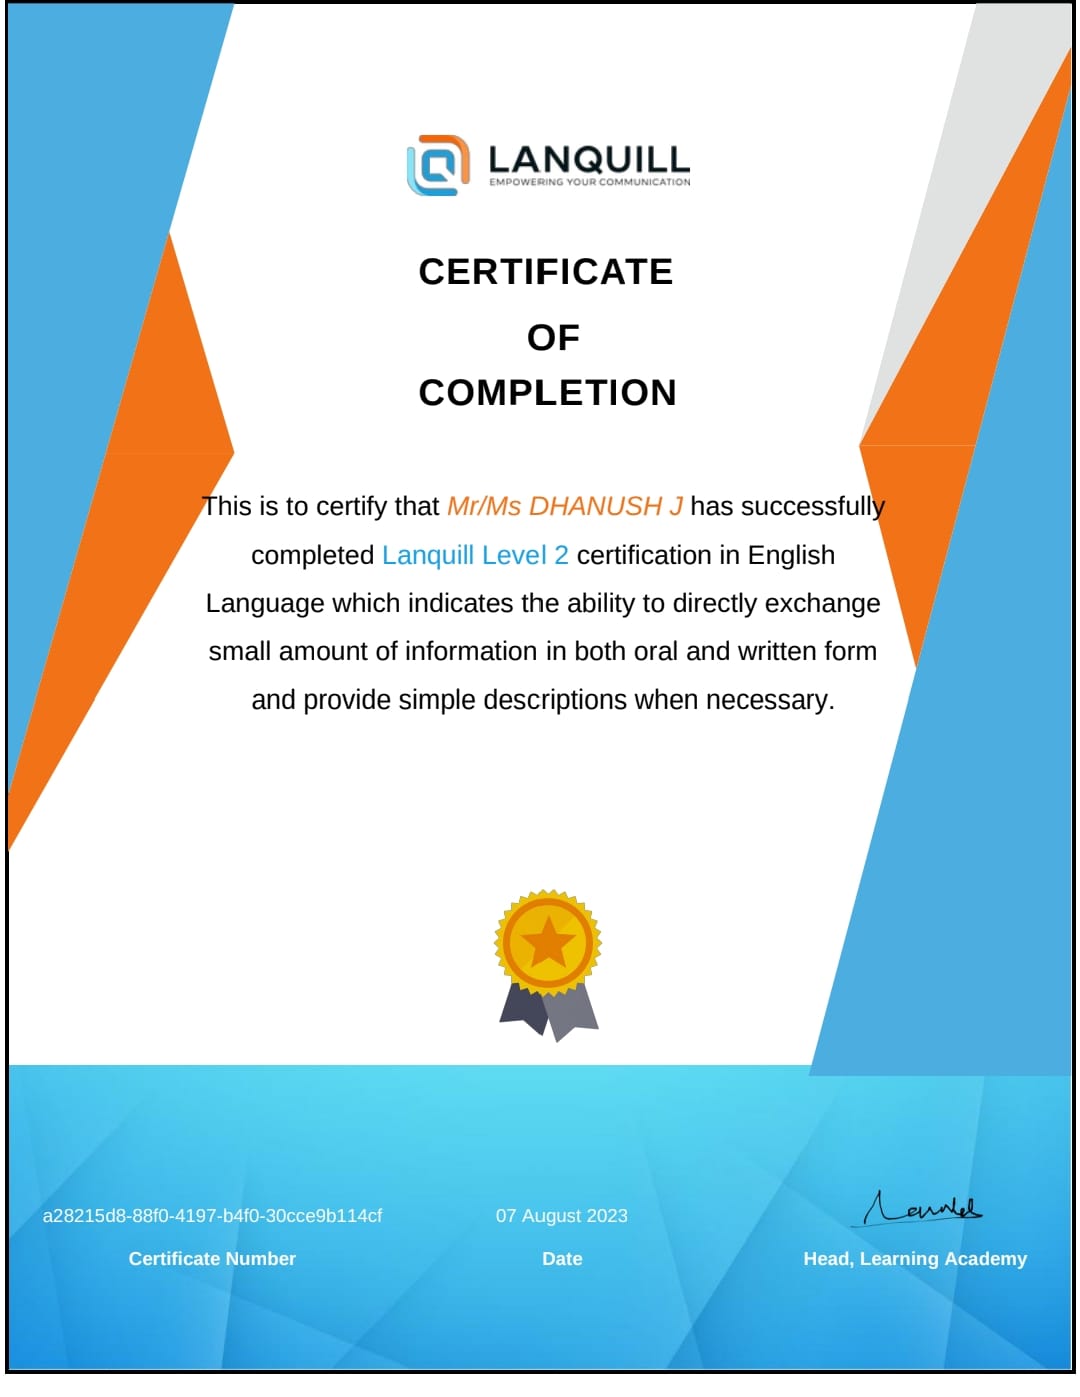 LANQUILL
EMPOWERING YOUR COMMUNICATION
CERTIFICATE
OF
COMPLETION
This is to certify that Mr/Ms DHANUSH J has successfully
completed Lanquill Level 2 certification in English
Language which indicates the ability to directly exchange
small amount of information in both oral and written form
and provide simple descriptions when necessary.
a28215d8-88f0-4197-b4f0-30cce9b114cf
Certificate Number
07 August 2023
Date
Head, Learning Academy